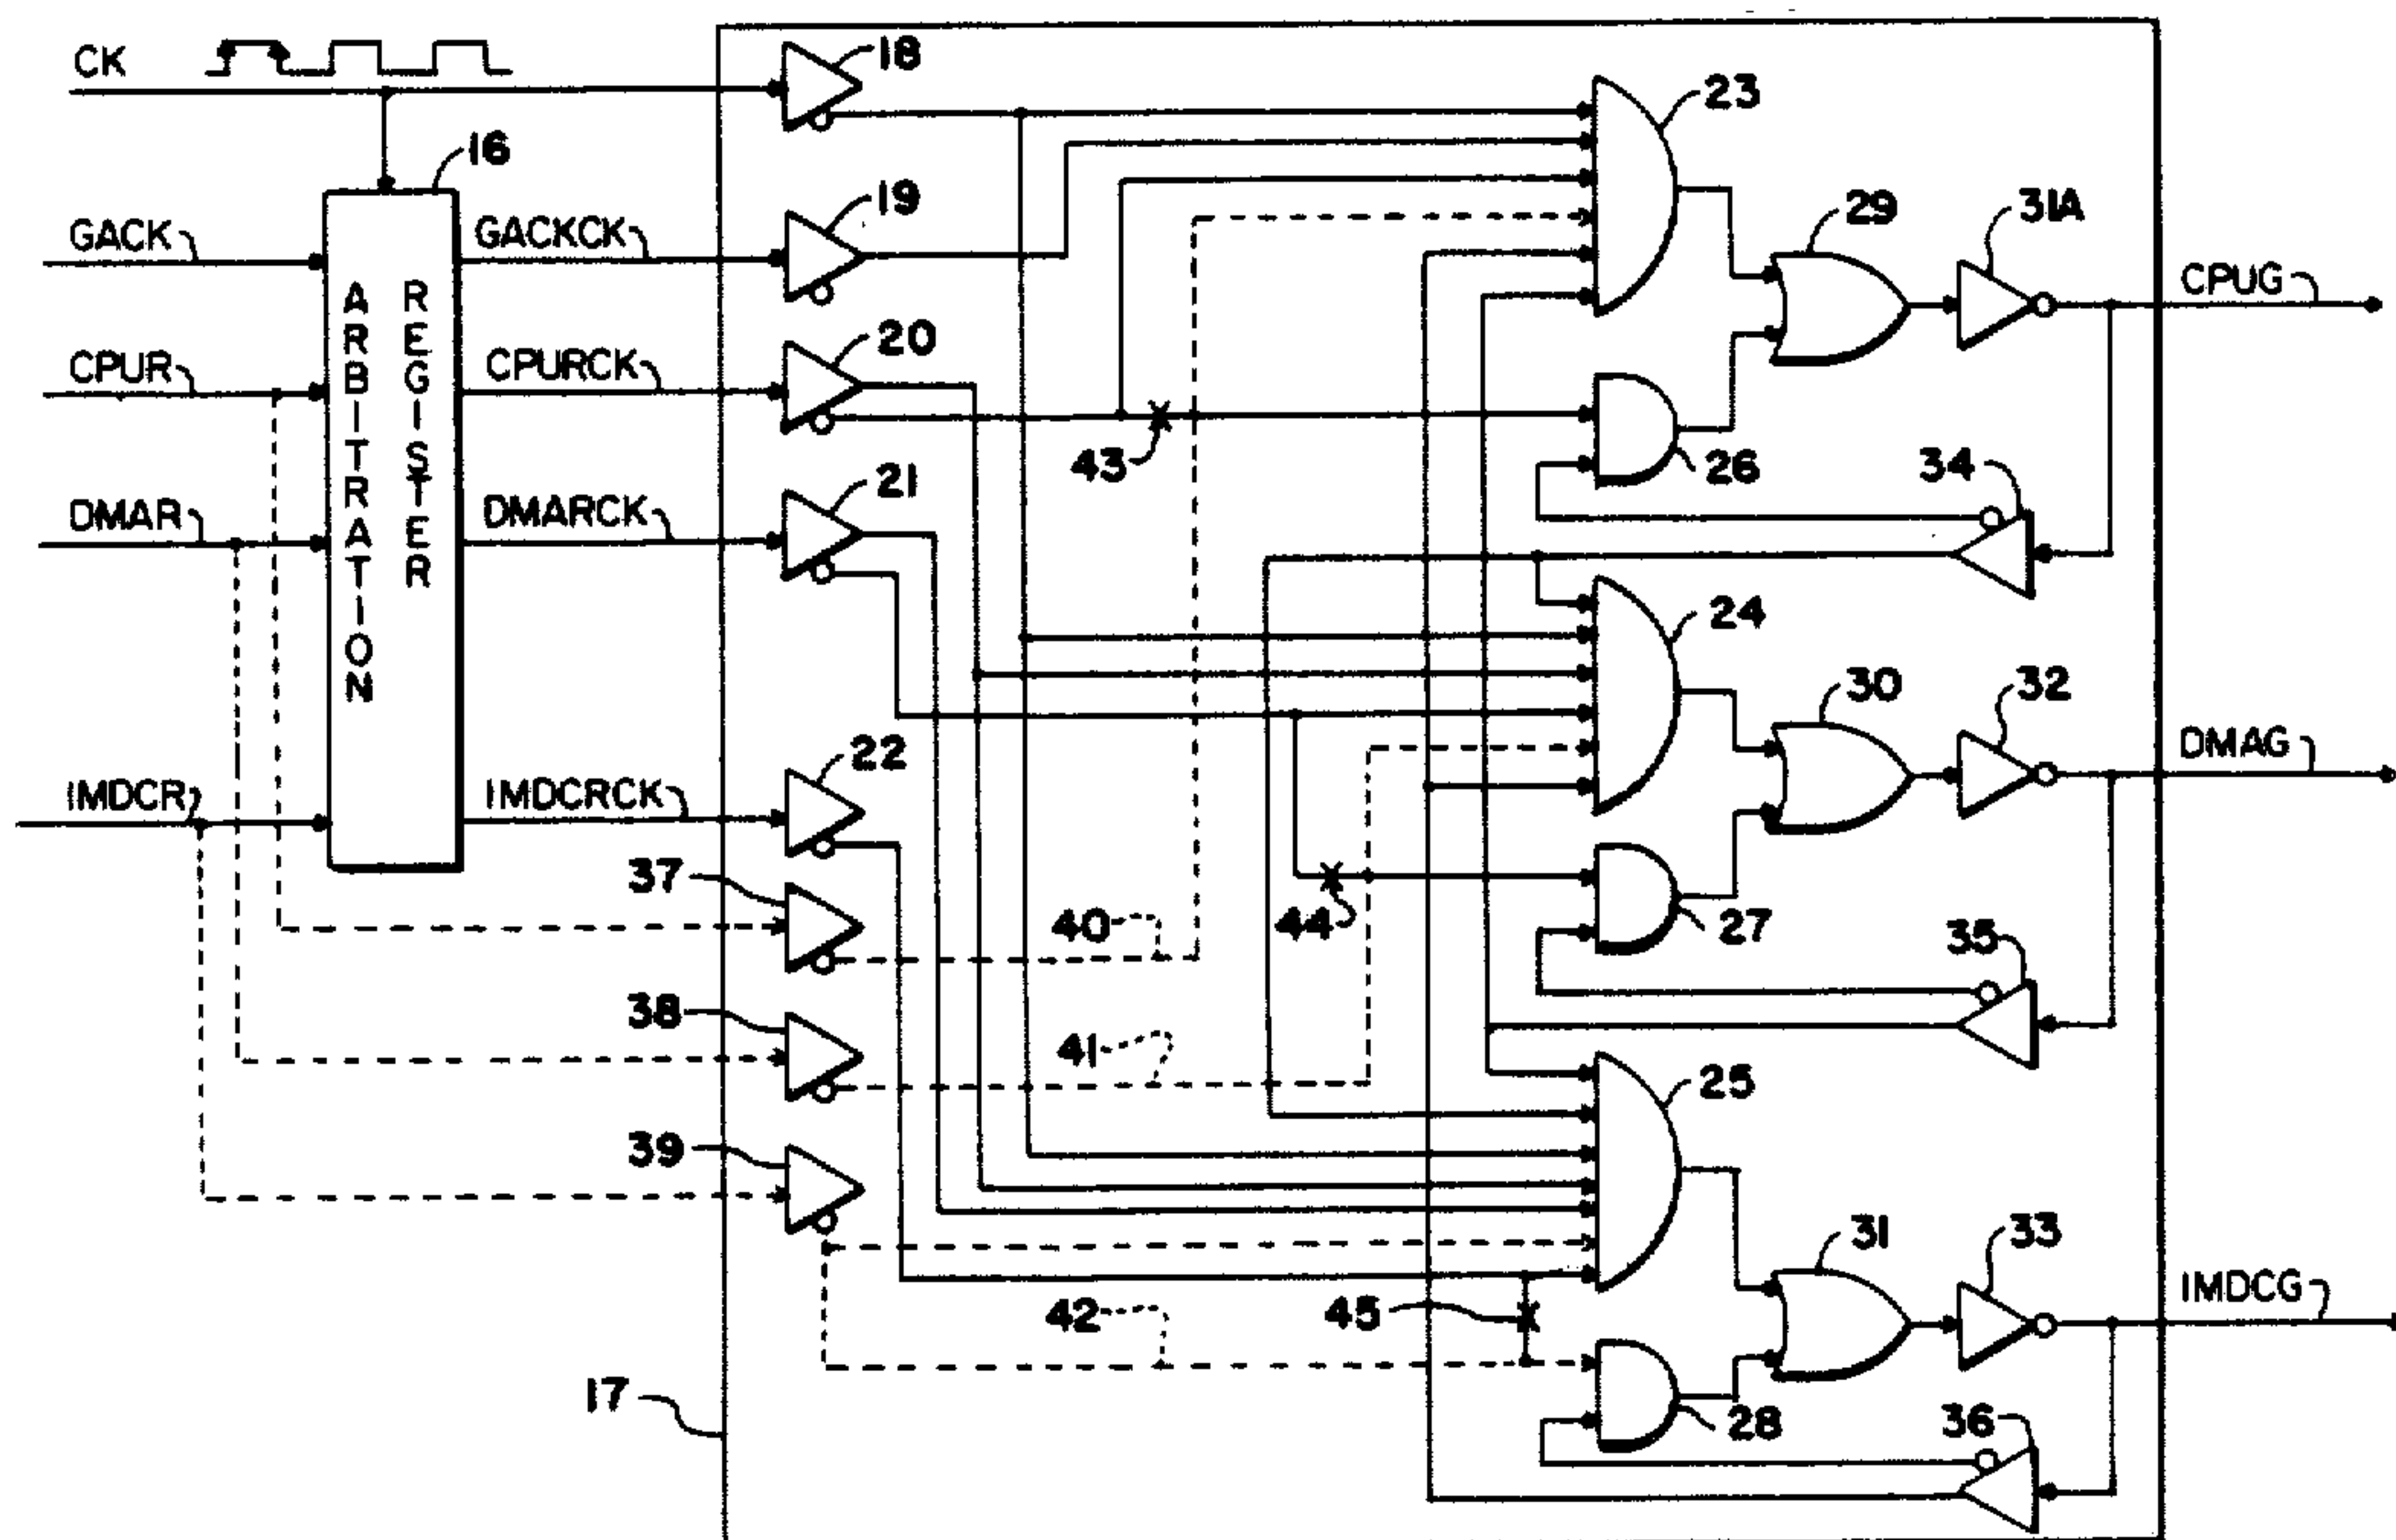 CK
18
23
16
GACK
GACKCK
19
29
31A
ARBITRATION
REGISTER
CPUG
CPUR
CPURCK
20
43
26
34
DMAR
DMARCK
21
24
30
32
DMAG
IMDCR
IMDCRCK
22
37
40
44
27
35
38
41
25
39
31
33
IMDCG
42
45
17
28
36